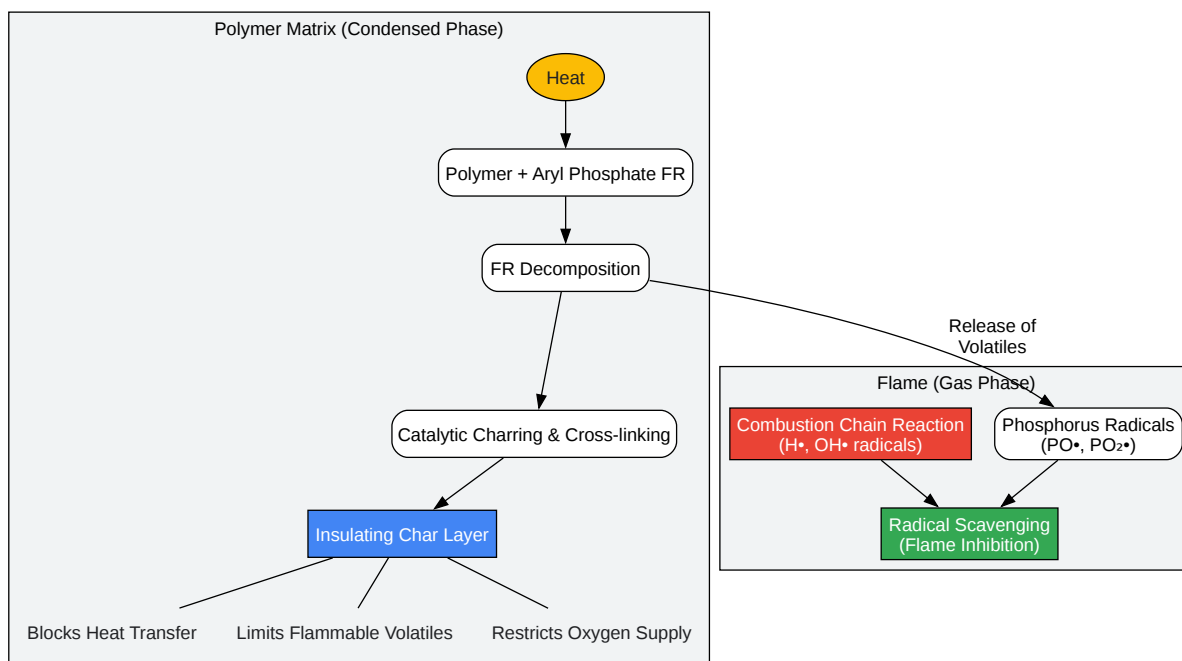 Polymer Matrix (Condensed Phase)
Heat
Polymer + Aryl Phosphate FR
FR Decomposition
Release of
Volatiles
Catalytic Charring & Cross-linking
Insulating Char Layer
Blocks Heat Transfer
Limits Flammable Volatiles
Restricts Oxygen Supply
Flame (Gas Phase)
Combustion Chain Reaction
(H•, OH• radicals)
Phosphorus Radicals
(PO•, PO₂•)
Radical Scavenging
(Flame Inhibition)